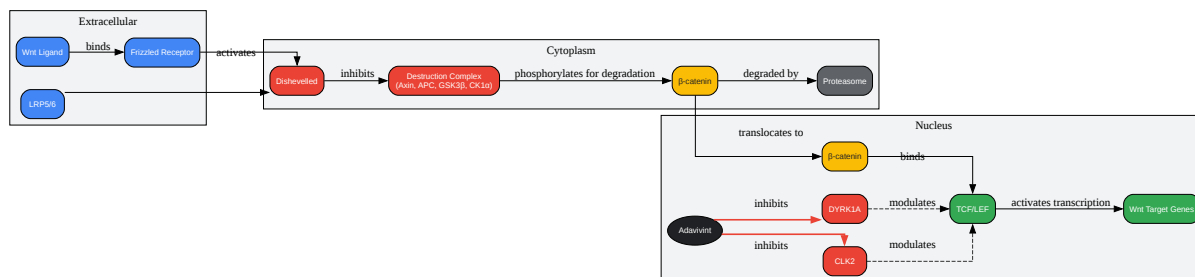 Extracellular
Wnt Ligand
binds
Frizzled Receptor
activates
LRP5/6
Cytoplasm
Dishevelled
inhibits
Destruction Complex
(Axin, APC, GSK3β, CK1α)
phosphorylates for degradation
β-catenin
degraded by
Proteasome
Nucleus
translocates to
β-catenin
binds
Adavivint
inhibits
DYRK1A
modulates
TCF/LEF
activates transcription
Wnt Target Genes
inhibits
CLK2
modulates